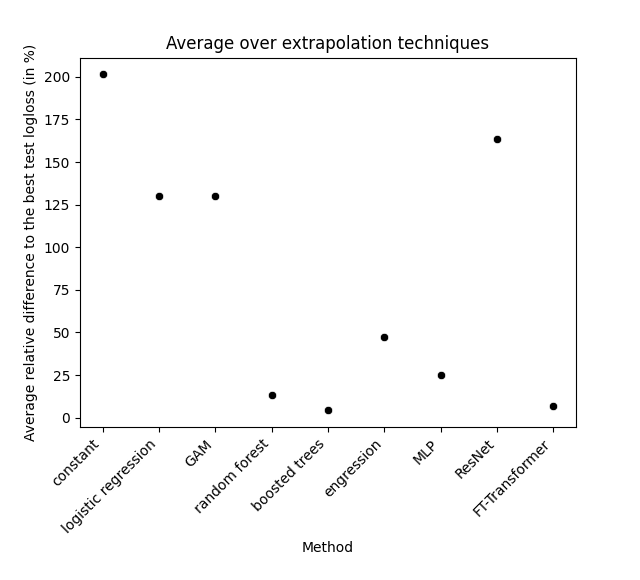 Average over extrapolation techniques
Average relative difference to the best test logloss (in %)
200
175
150
125
100
75
50
25
0
constant
logistic regression
GAM
random forest
boosted trees
engression
MLP
ResNet
FT-Transformer
Method